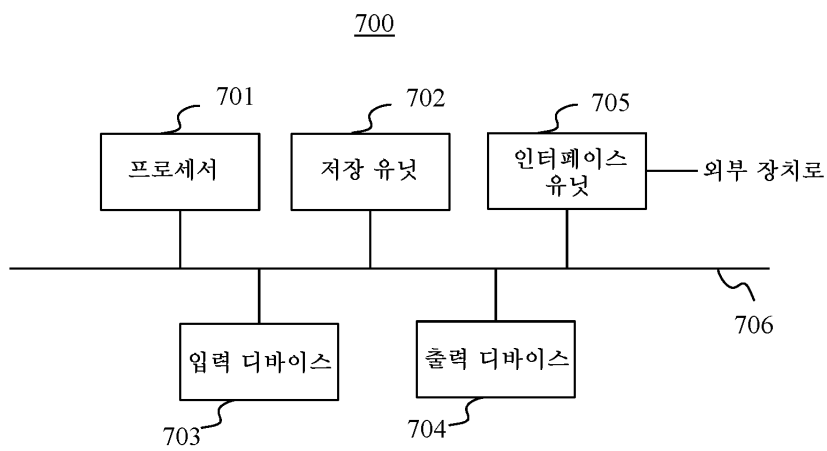 700
701
702
705
프로세서
저장 유닛
인터페이스
유닛
외부 장치로
706
입력 디바이스
출력 디바이스
703
704